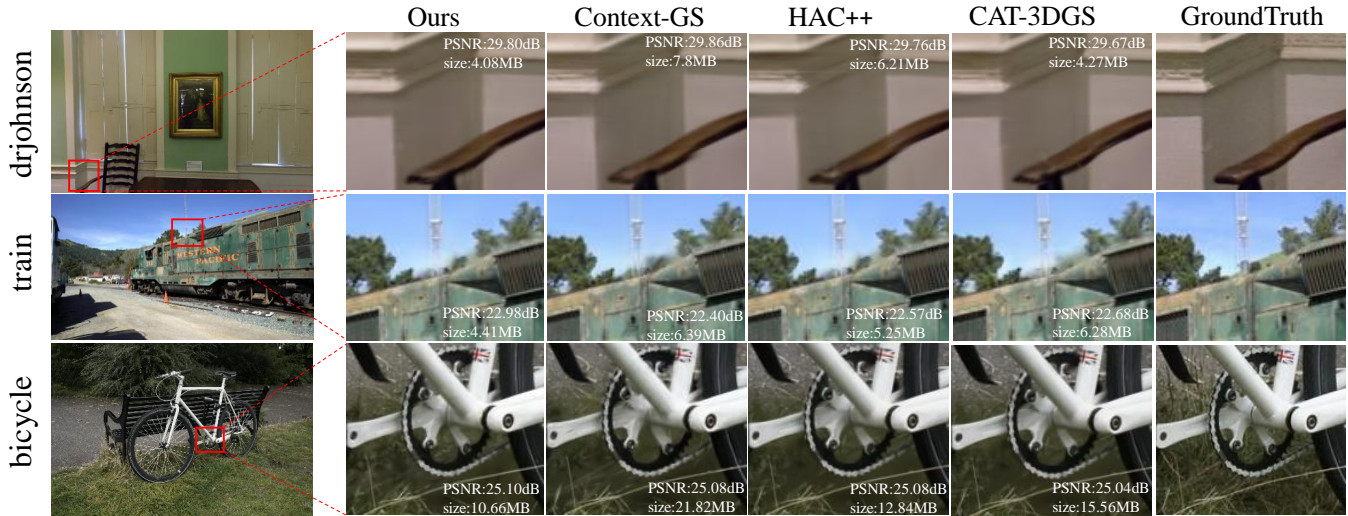 Ours Context-GS HAC++ CAT-3DGS GroundTruth
drjohnson
PSNR:29.80dB
size:4.08MB
PSNR:29.86dB
size:7.8MB
PSNR:29.76dB
size:6.21MB
PSNR:29.67dB
size:4.27MB
train
WESTERN
PACIFIC
PSNR:22.98dB
size:4.41MB
PSNR:22.40dB
size:6.39MB
PSNR:22.57dB
size:5.25MB
PSNR:22.68dB
size:6.28MB
bicycle
PSNR:25.10dB
size:10.66MB
PSNR:25.08dB
size:21.82MB
PSNR:25.08dB
size:12.84MB
PSNR:25.04dB
size:15.56MB